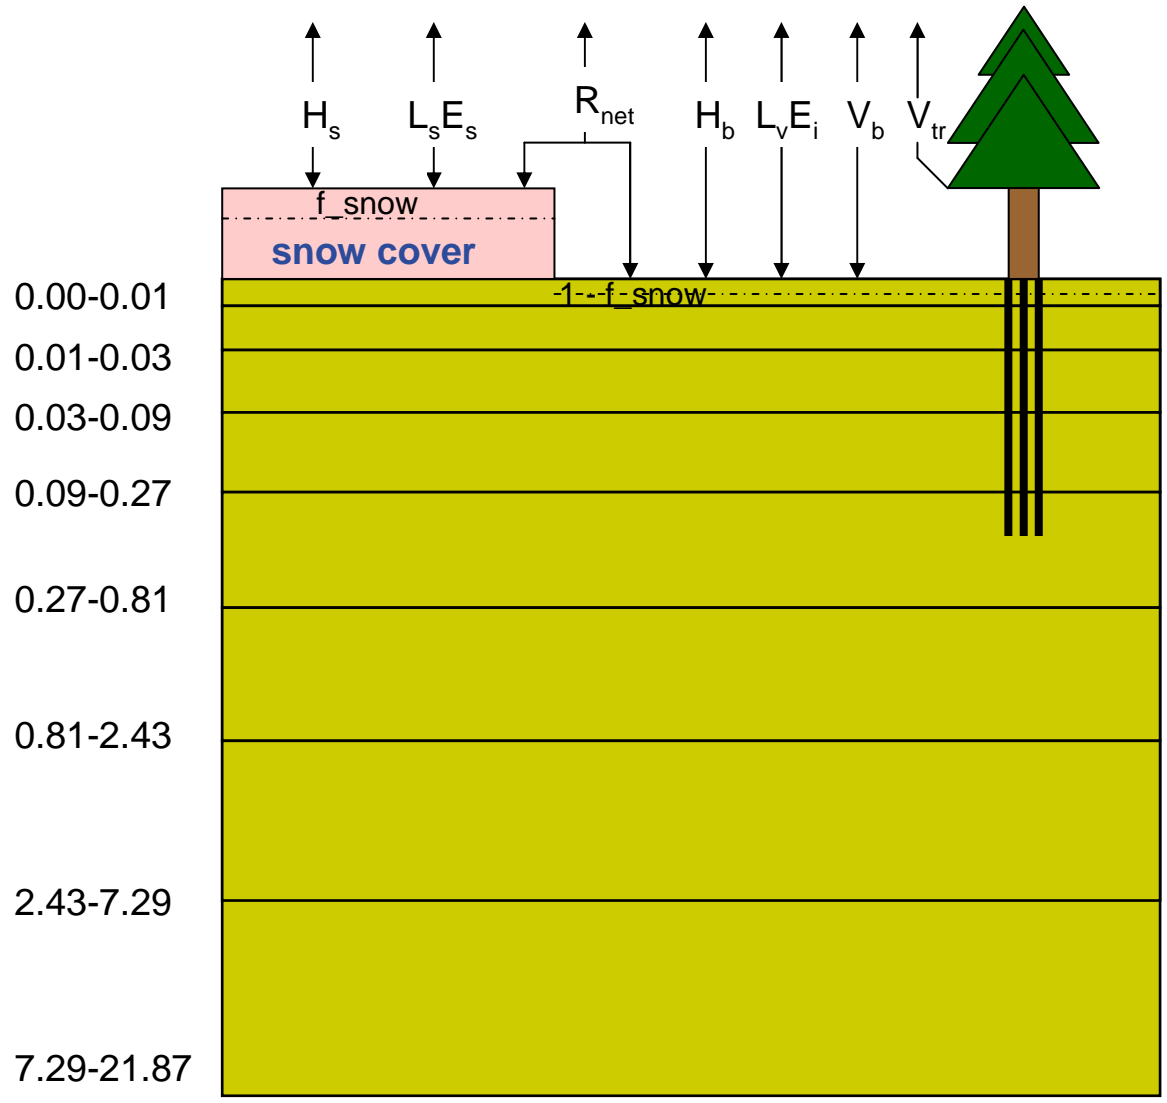 H_s L_sE_s R_net H_b L_vE_i V_b V_tr
f_snow
snow cover
1 - f_snow
0.00-0.01
0.01-0.03
0.03-0.09
0.09-0.27
0.27-0.81
0.81-2.43
2.43-7.29
7.29-21.87